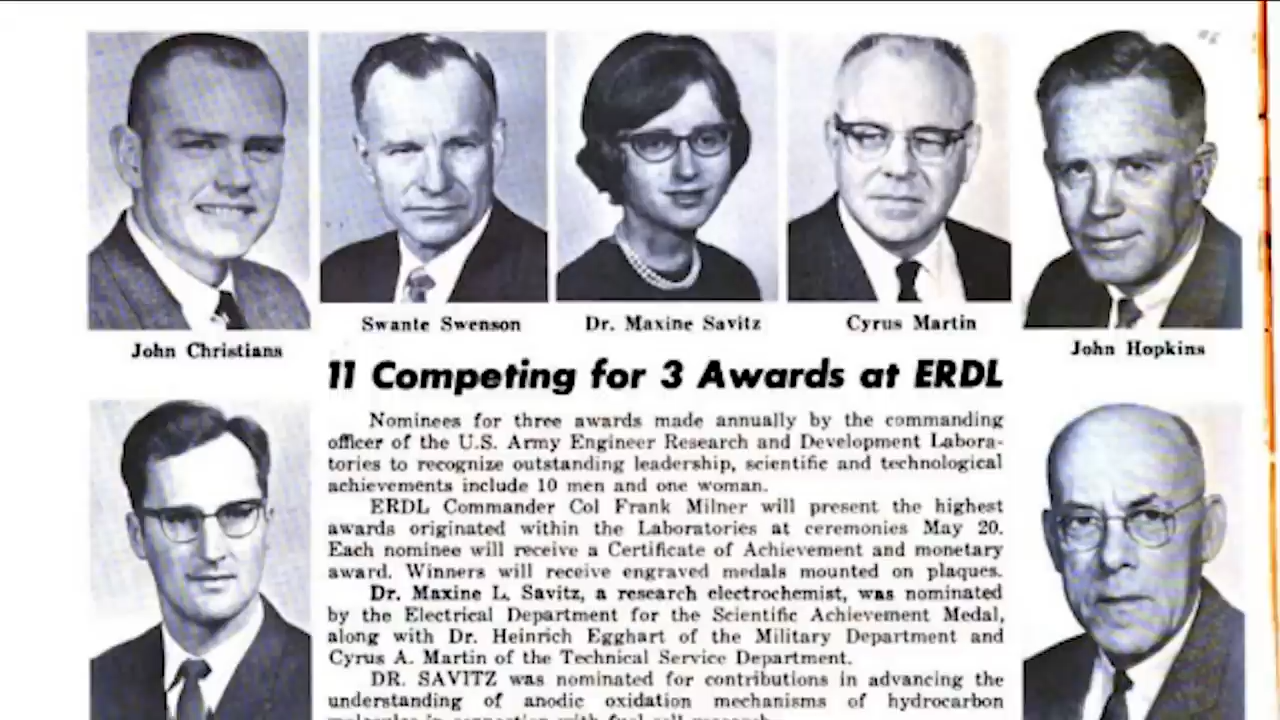 Swante Swenson
Dr. Maxine Savitz
Cyrus Martin
John Christians
John Hopkins
11 Competing for 3 Awards at ERDL
Nominees for three awards made annually by the commanding
officer of the U.S. Army Engineer Research and Development Labora-
tories to recognize outstanding leadership, scientific and technological
achievements include 10 men and one woman.
ERDL Commander Col Frank Milner will present the highest
awards originated within the Laboratories at ceremonies May 20.
Each nominee will receive a Certificate of Achievement and monetary
award. Winners will receive engraved medals mounted on plaques.
Dr. Maxine L. Savitz, a research electrochemist, was nominated
by the Electrical Department for the Scientific Achievement Medal,
along with Dr. Heinrich Egghart of the Military Department and
Cyrus A. Martin of the Technical Service Department.
DR. SAVITZ was nominated for contributions in advancing the
understanding of anodic oxidation mechanisms of hydrocarbon
molecules in connection with fuel cell research.